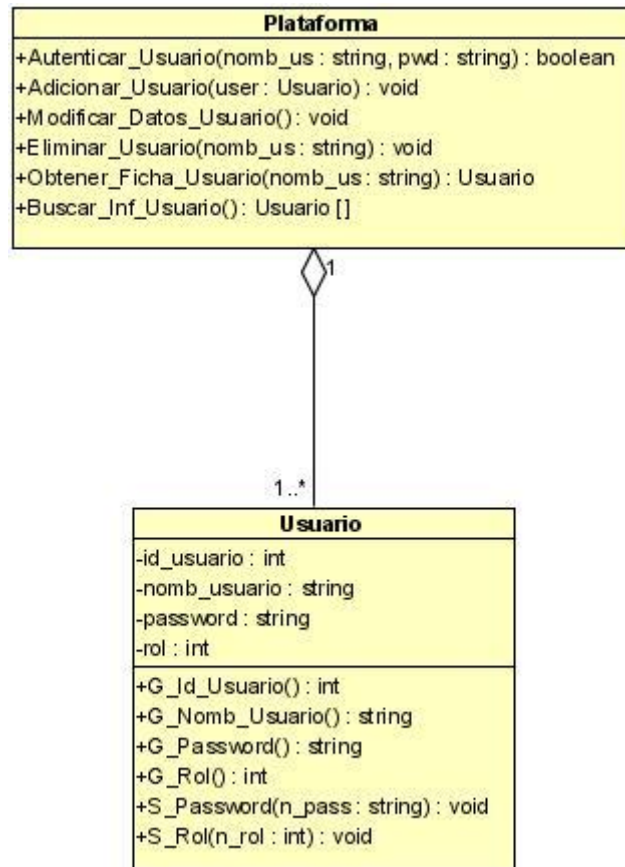 Plataforma
+Autenticar_Usuario(nomb_us : string, pwd : string) : boolean
+Adicionar_Usuario(user : Usuario) : void
+Modificar_Datos_Usuario() : void
+Eliminar_Usuario(nomb_us : string) : void
+Obtener_Ficha_Usuario(nomb_us : string) : Usuario
+Buscar_Inf_Usuario() : Usuario []
1
1..*
Usuario
-id_usuario : int
-nomb_usuario : string
-password : string
-rol : int
+G_Id_Usuario() : int
+G_Nomb_Usuario() : string
+G_Password() : string
+G_Rol() : int
+S_Password(n_pass : string) : void
+S_Rol(n_rol : int) : void